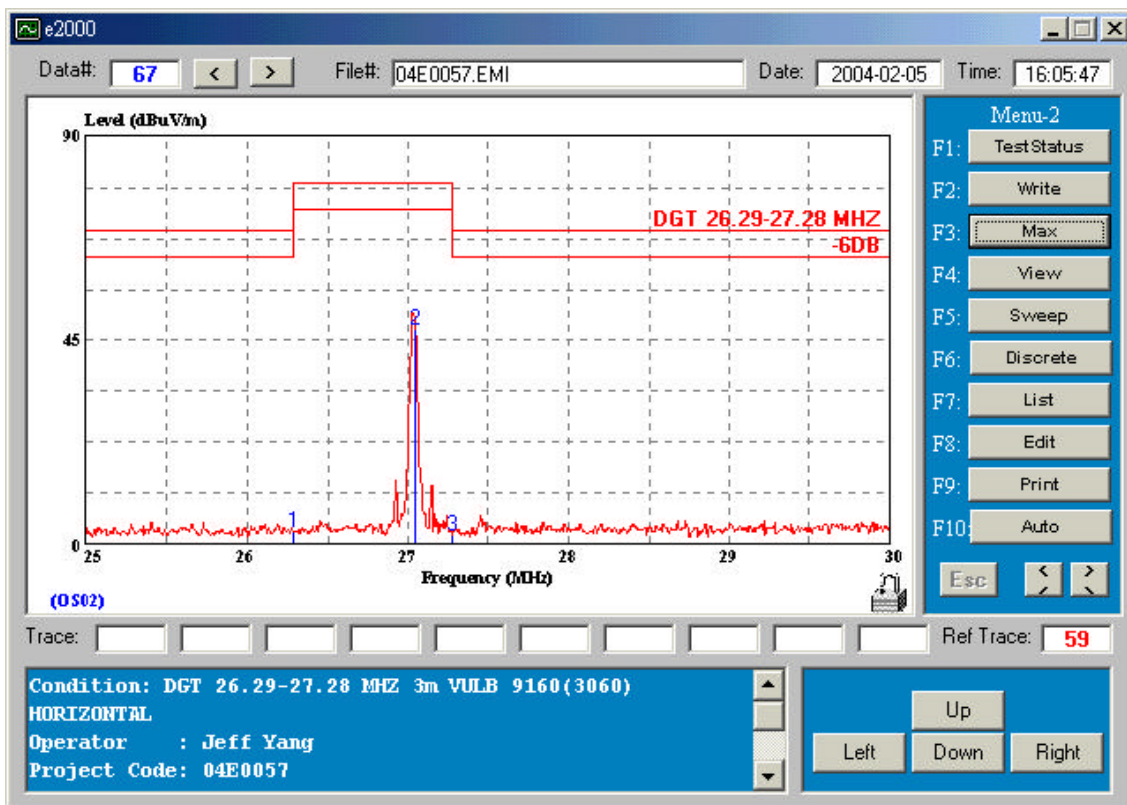 e2000
Data#: 67 < > File#: 04E0057.EMI Date: 2004-02-05 Time: 16:05:47
Level (dBuV/m)
90
45
0
DGT 26.29-27.28 MHZ
-6DB
1
2
3
25 26 27 28 29 30
Frequency (MHz)
(OS02)
Menu-2
F1: TestStatus
F2: Write
F3: Max
F4: View
F5: Sweep
F6: Discrete
F7: List
F8: Edit
F9: Print
F10: Auto
Esc
Trace: Ref Trace: 59
Condition: DGT 26.29-27.28 MHZ 3m VULB 9160(3060)
HORIZONTAL
Operator : Jeff Yang
Project Code: 04E0057
Up
Left Down Right